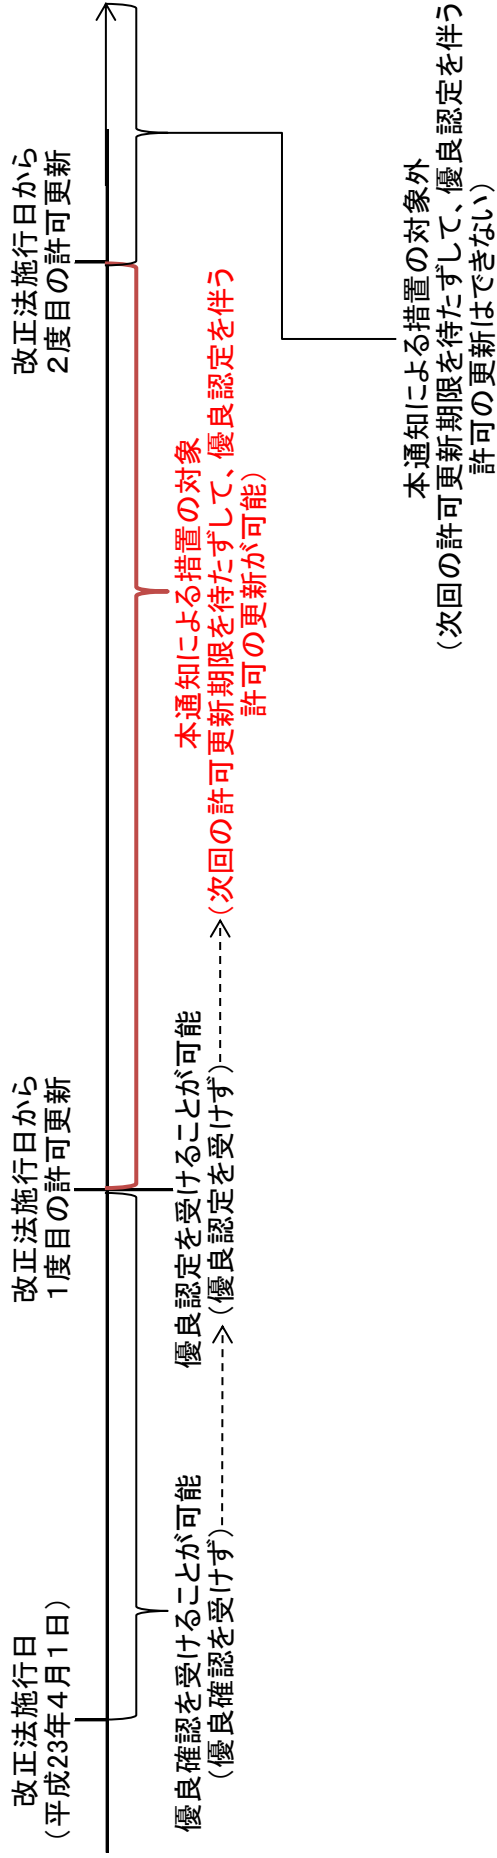 改正法施行日
（平成23年4月1日）
改正法施行日から
1度目の許可更新
改正法施行日から
２度目の許可更新
優良確認を受けることが可能
（優良確認を受けず）
優良認定を受けることが可能
（優良認定を受けず）
本通知による措置の対象
（次回の許可更新期限を待たずして、優良認定を伴う
許可の更新が可能）
本通知による措置の対象外
（次回の許可更新期限を待たずして、優良認定を伴う
許可の更新はできない）